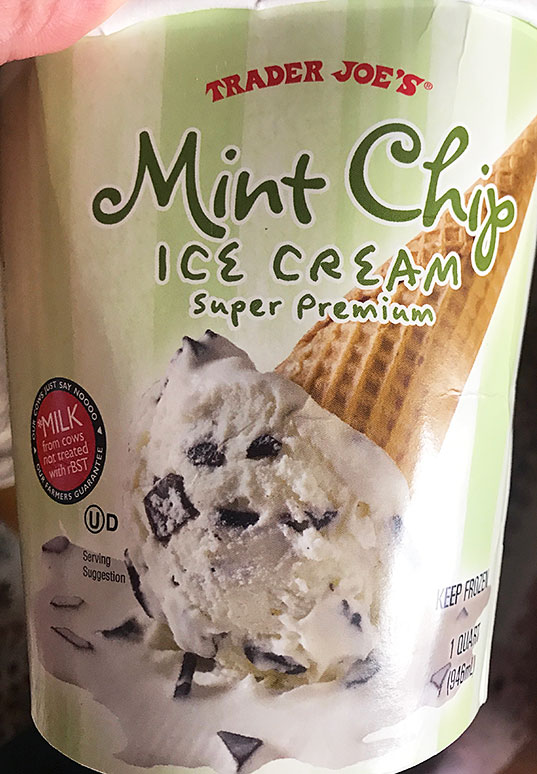 TRADER JOE'S®
Mint Chip
ICE CREAM
Super Premium
OUR COWS JUST SAY NOOOO
*MILK
from cows
not treated
with rBST
OUR FARMERS GUARANTEE
UD
Serving
Suggestion
KEEP FROZEN
1 QUART
(946mL)